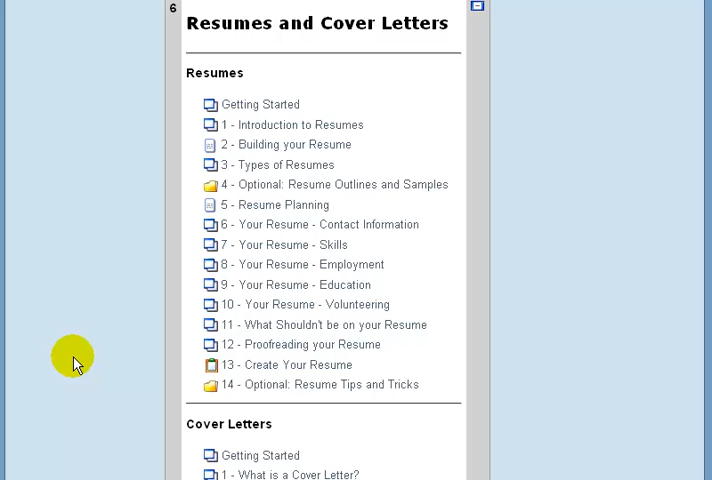 6
Resumes and Cover Letters
Resumes
Getting Started
1 - Introduction to Resumes
2 - Building your Resume
3 - Types of Resumes
4 - Optional: Resume Outlines and Samples
5 - Resume Planning
6 - Your Resume - Contact Information
7 - Your Resume - Skills
8 - Your Resume - Employment
9 - Your Resume - Education
10 - Your Resume - Volunteering
11 - What Shouldn't be on your Resume
12 - Proofreading your Resume
13 - Create Your Resume
14 - Optional: Resume Tips and Tricks
Cover Letters
Getting Started
1 - What is a Cover Letter?